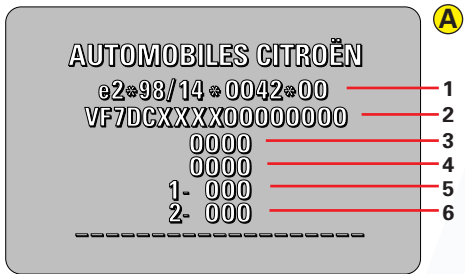 A
AUTOMOBILES CITROËN
e2*98/14*0042*00 1
VF7DCXXXX00000000 2
0000 3
0000 4
1- 000 5
2- 000 6